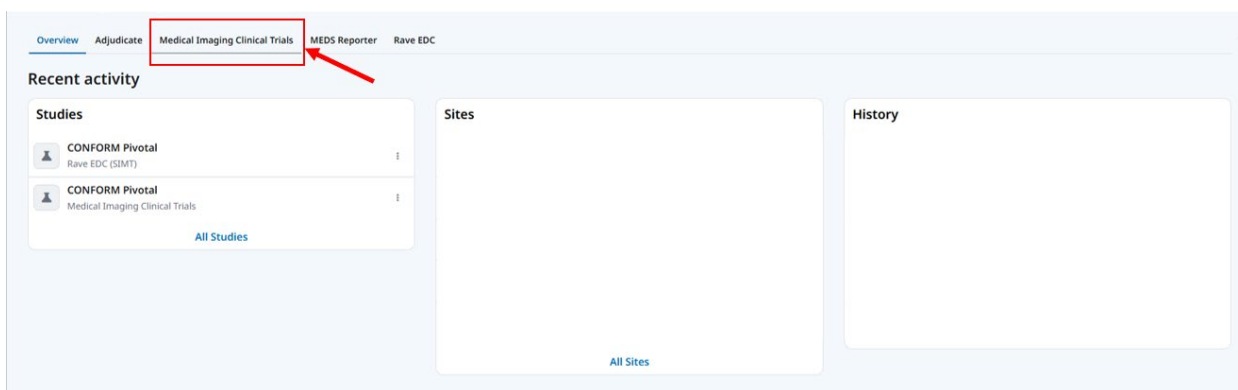 Overview Adjudicate Medical Imaging Clinical Trials MEDS Reporter Rave EDC
Recent activity
Studies
CONFORM Pivotal
Rave EDC (SIMT)
CONFORM Pivotal
Medical Imaging Clinical Trials
All Studies
Sites
All Sites
History